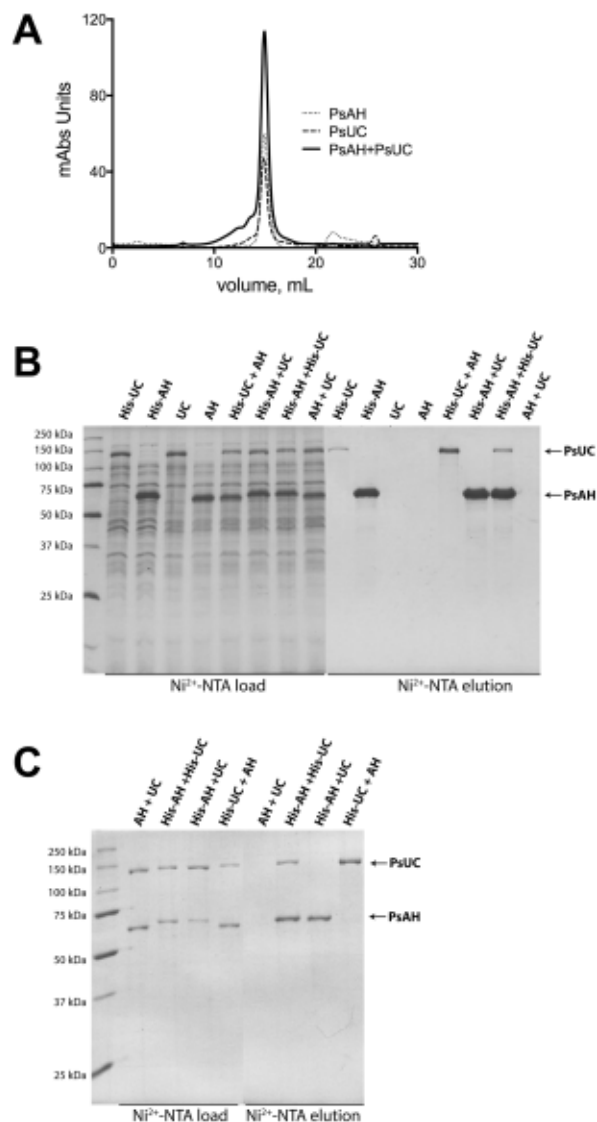 A
120
80
40
0
mAbs Units
PsAH
PsUC
PsAH+PsUC
0 10 20 30
volume, mL
B
His-UC
His-AH
UC
AH
His-UC + AH
His-AH +UC
His-AH +His-UC
AH + UC
His-UC
His-AH
UC
AH
His-UC + AH
His-AH +UC
His-AH +His-UC
AH + UC
250 kDa
150 kDa
100 kDa
75 kDa
50 kDa
37 kDa
25 kDa
←PsUC
←PsAH
Ni²⁺-NTA load
Ni²⁺-NTA elution
C
AH + UC
His-AH +His-UC
His-AH +UC
His-UC + AH
AH + UC
His-AH +His-UC
His-AH +UC
His-UC + AH
250 kDa
150 kDa
100 kDa
75 kDa
50 kDa
37 kDa
25 kDa
←PsUC
←PsAH
Ni²⁺-NTA load
Ni²⁺-NTA elution